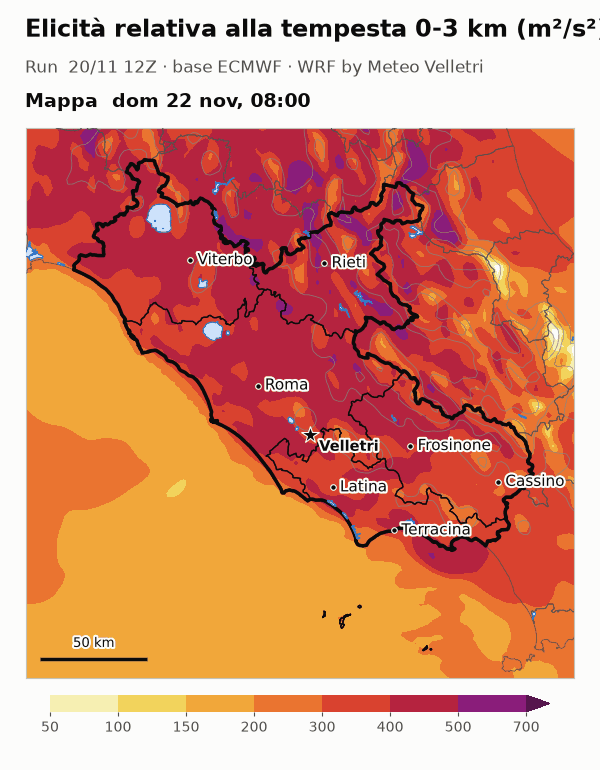 Elicità relativa alla tempesta 0-3 km (m²/s²)
Run 20/11 12Z · base ECMWF · WRF by Meteo Velletri
Mappa dom 22 nov, 08:00
Viterbo
Rieti
Roma
Velletri
Frosinone
Cassino
Latina
Terracina
50 km
50 100 150 200 300 400 500 700